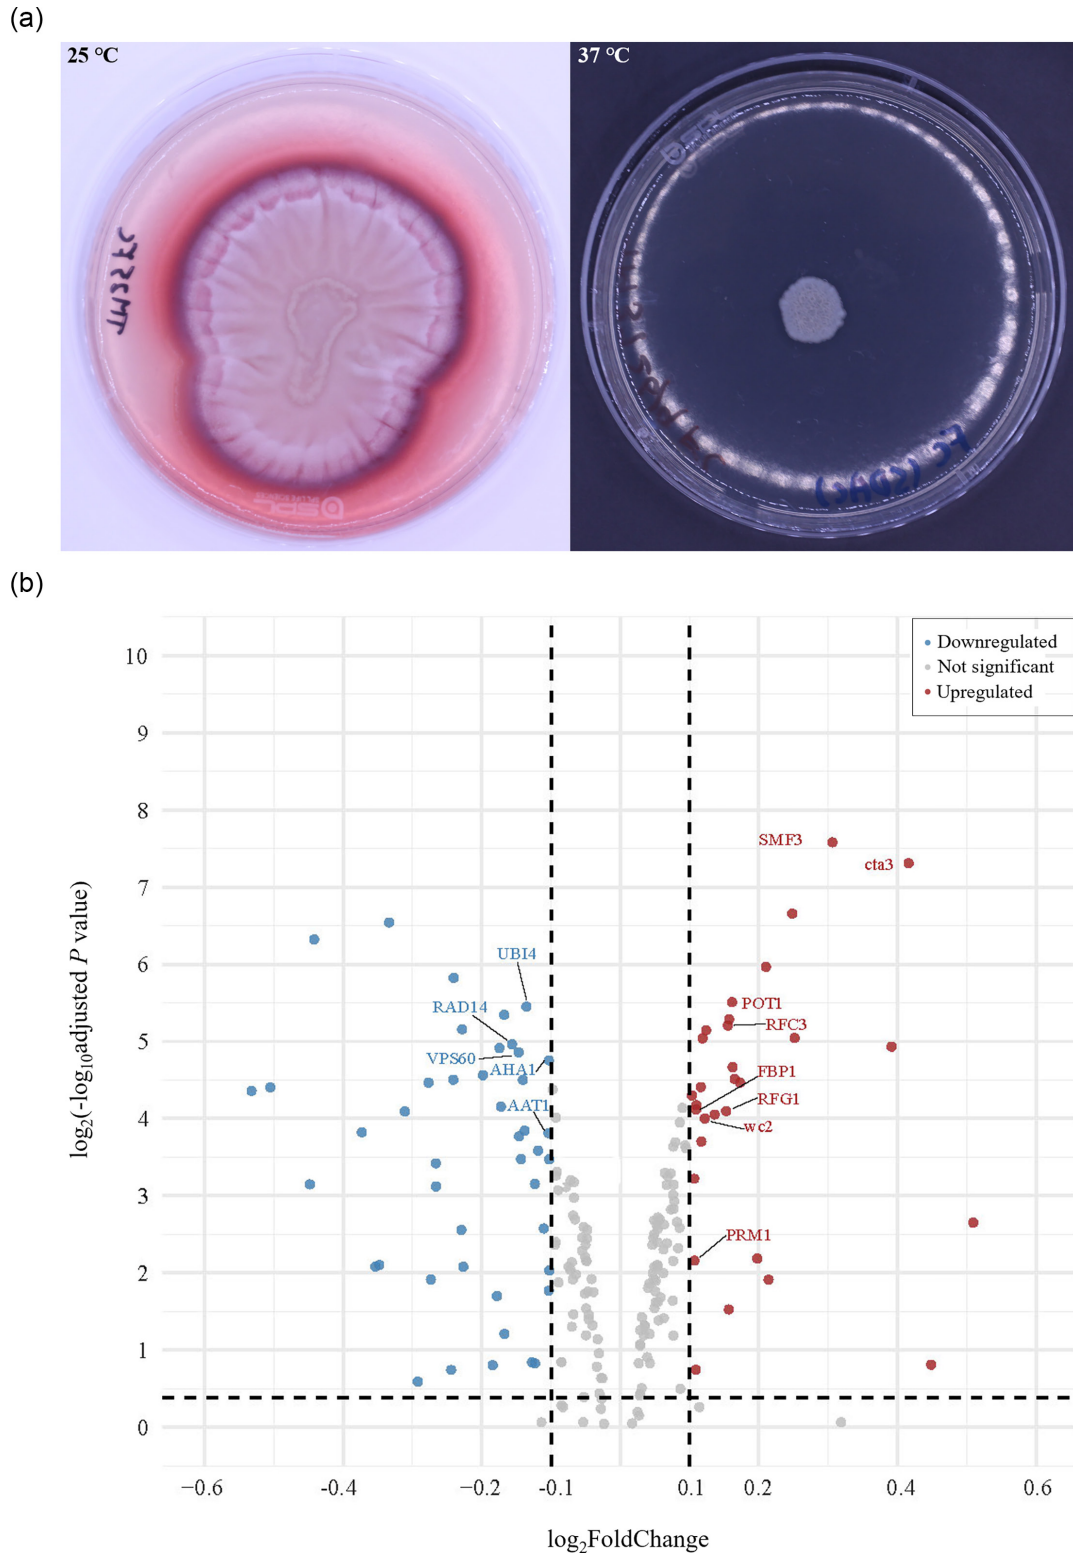 (a)
25 °C
37 °C
SPL
(b)
Downregulated
Not significant
Upregulated
10
9
8
7
6
5
4
3
2
1
0
SMF3
cta3
UBI4
RAD14
VPS60
AHA1
AAT1
POT1
RFC3
FBP1
RFG1
wc2
PRM1
−0.6
-0.4
−0.2
-0.1
0.1
0.2
0.4
0.6
log₂(-log₁₀adjusted P value)
log₂FoldChange